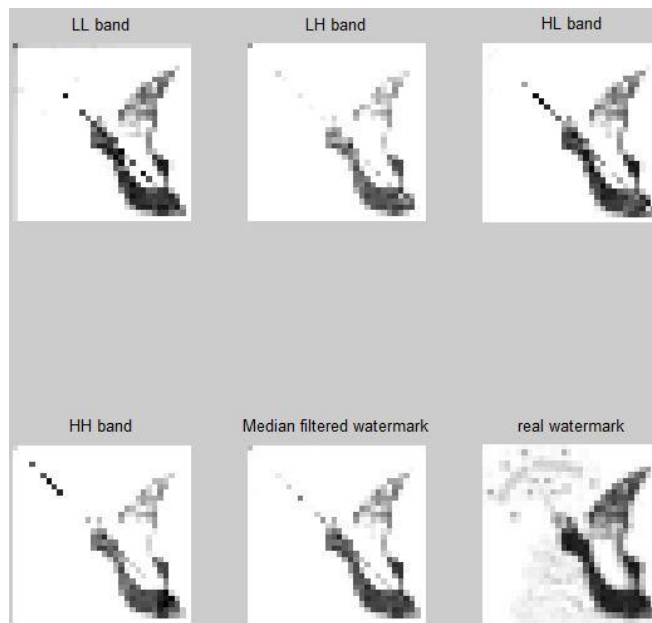 LL band
LH band
HL band
HH band
Median filtered watermark
real watermark